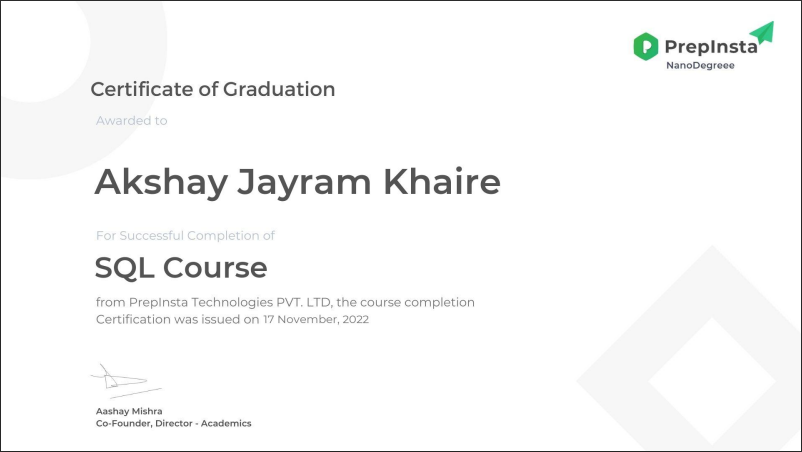 PrepInsta
NanoDegreee
Certificate of Graduation
Awarded to
Akshay Jayram Khaire
For Successful Completion of
SQL Course
from PrepInsta Technologies PVT. LTD, the course completion
Certification was issued on 17 November, 2022
Aashay Mishra
Co-Founder, Director - Academics